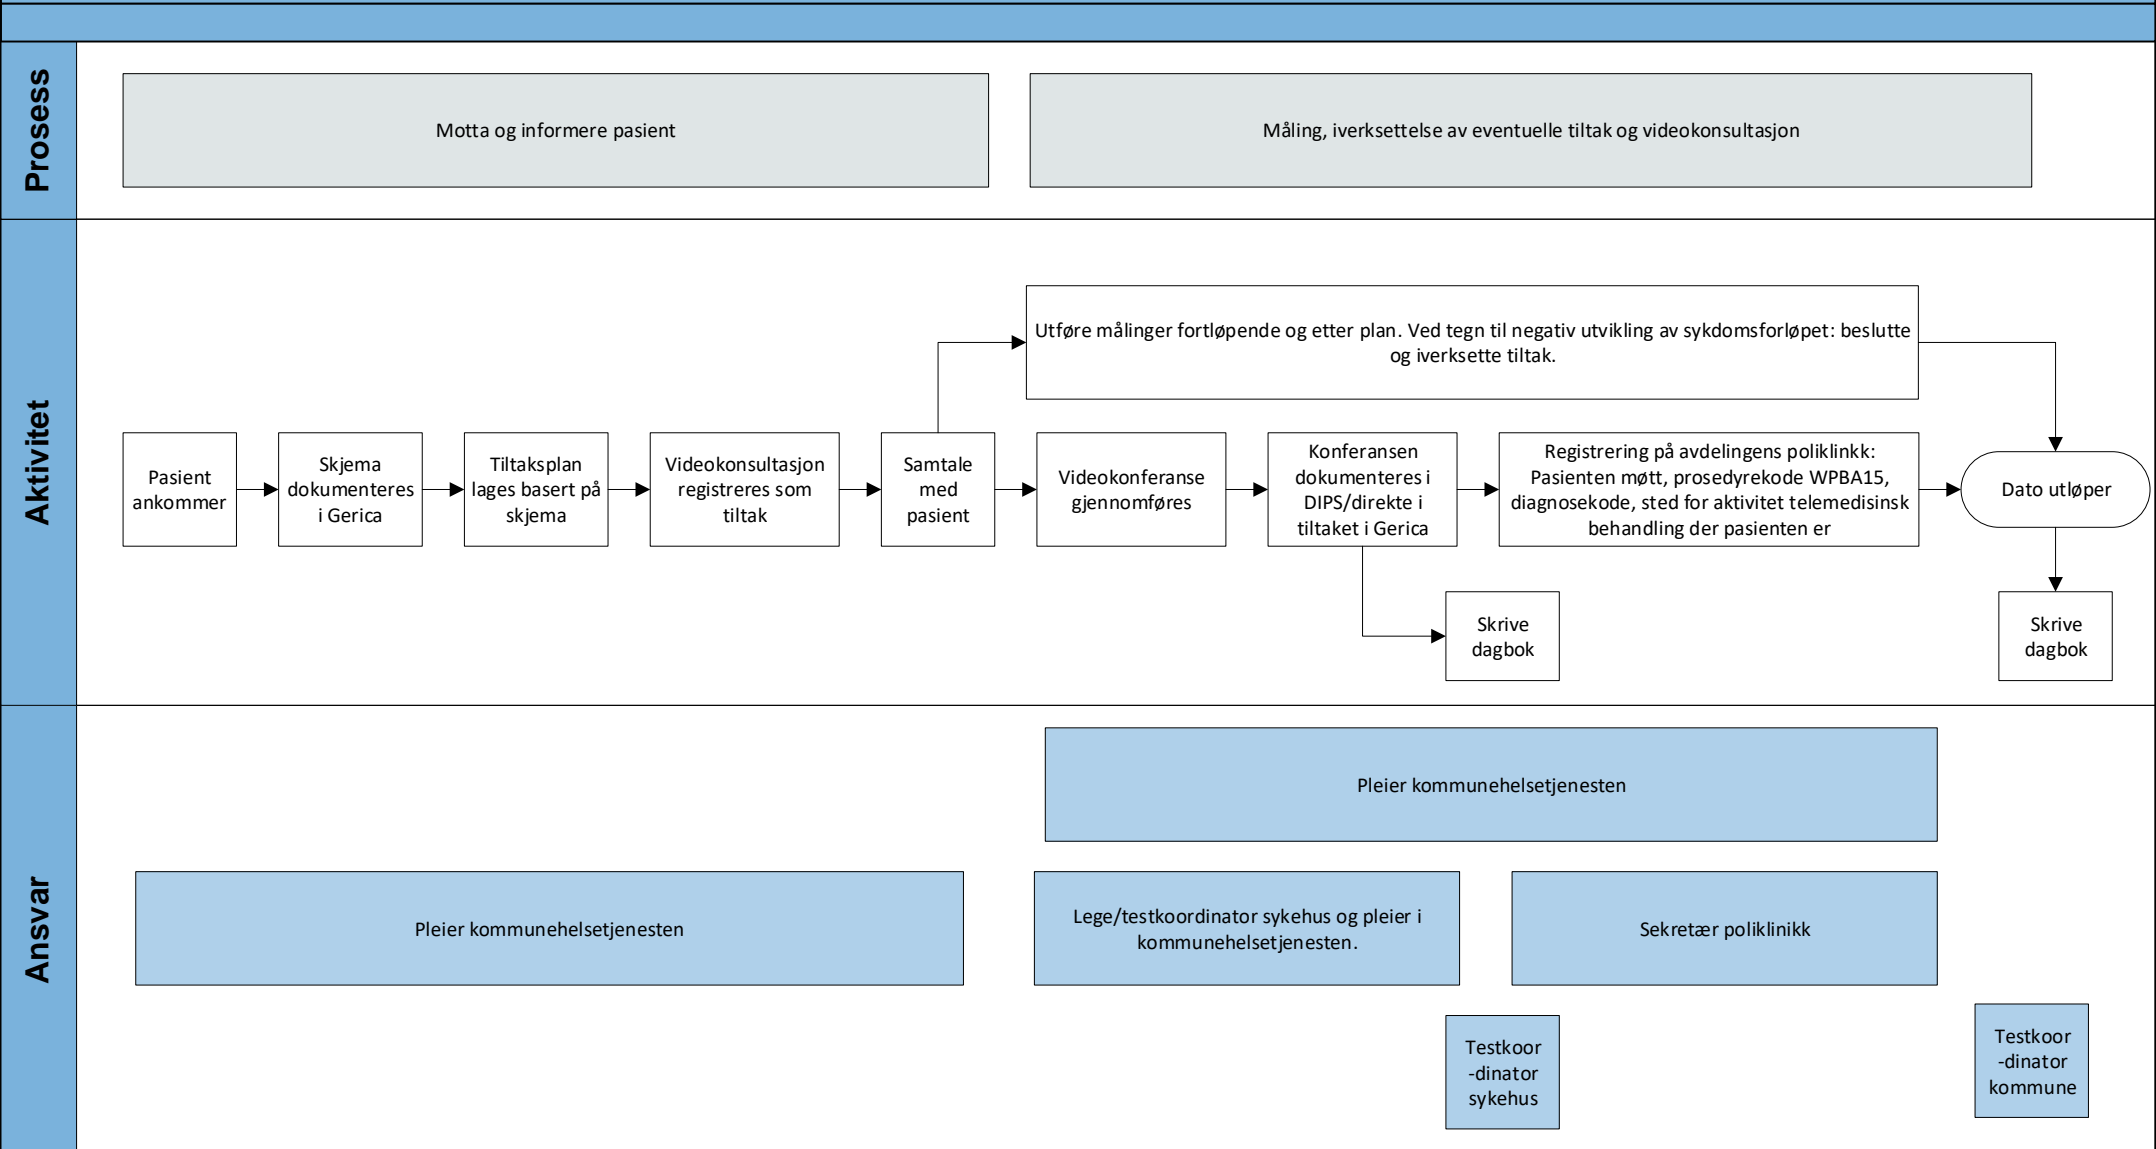 Prosess
Motta og informere pasient
Måling, iverksettelse av eventuelle tiltak og videokonsultasjon
Aktivitet
Utføre målinger fortløpende og etter plan. Ved tegn til negativ utvikling av sykdomsforløpet: beslutte
og iverksette tiltak.
Pasient
ankommer
Skjema
dokumenteres
i Gerica
Tiltaksplan
lages basert på
skjema
Videokonsultasjon
registreres som
tiltak
Samtale
med
pasient
Videokonferanse
gjennomføres
Konferansen
dokumenteres i
DIPS/direkte i
tiltaket i Gerica
Registrering på avdelingens poliklinkk:
Pasienten møtt, prosedyrekode WPBA15,
diagnosekode, sted for aktivitet telemedisinsk
behandling der pasienten er
Dato utløper
Skrive
dagbok
Skrive
dagbok
Ansvar
Pleier kommunehelsetjenesten
Pleier kommunehelsetjenesten
Lege/testkoordinator sykehus og pleier i
kommunehelsetjenesten.
Sekretær poliklinikk
Testkoor
-dinator
sykehus
Testkoor
-dinator
kommune